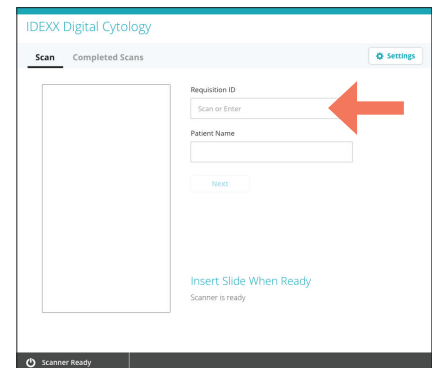 IDEXX Digital Cytology
Scan Completed Scans Settings
Requisition ID
Scan or Enter
Patient Name
Next
Insert Slide When Ready
Scanner is ready
Scanner Ready